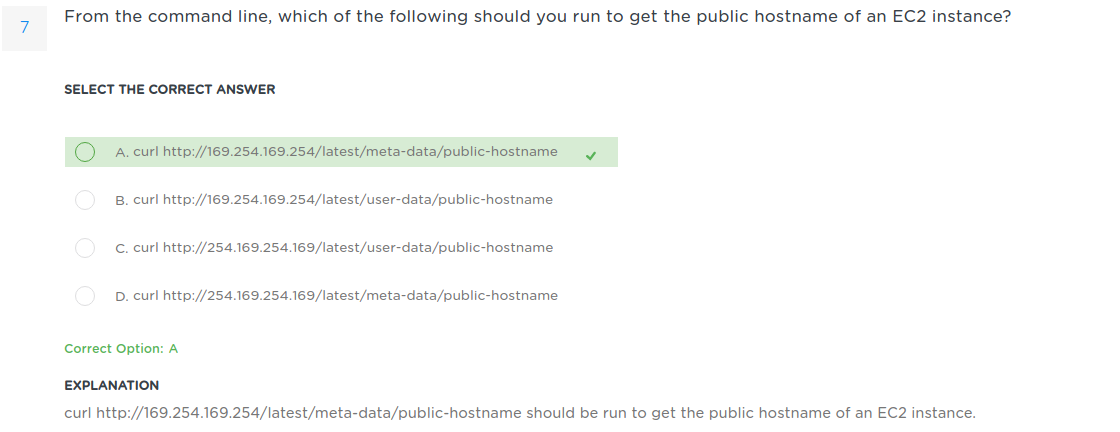 7
From the command line, which of the following should you run to get the public hostname of an EC2 instance?
SELECT THE CORRECT ANSWER
A. curl http://169.254.169.254/latest/meta-data/public-hostname
B. curl http://169.254.169.254/latest/user-data/public-hostname
C. curl http://254.169.254.169/latest/user-data/public-hostname
D. curl http://254.169.254.169/latest/meta-data/public-hostname
Correct Option: A
EXPLANATION
curl http://169.254.169.254/latest/meta-data/public-hostname should be run to get the public hostname of an EC2 instance.